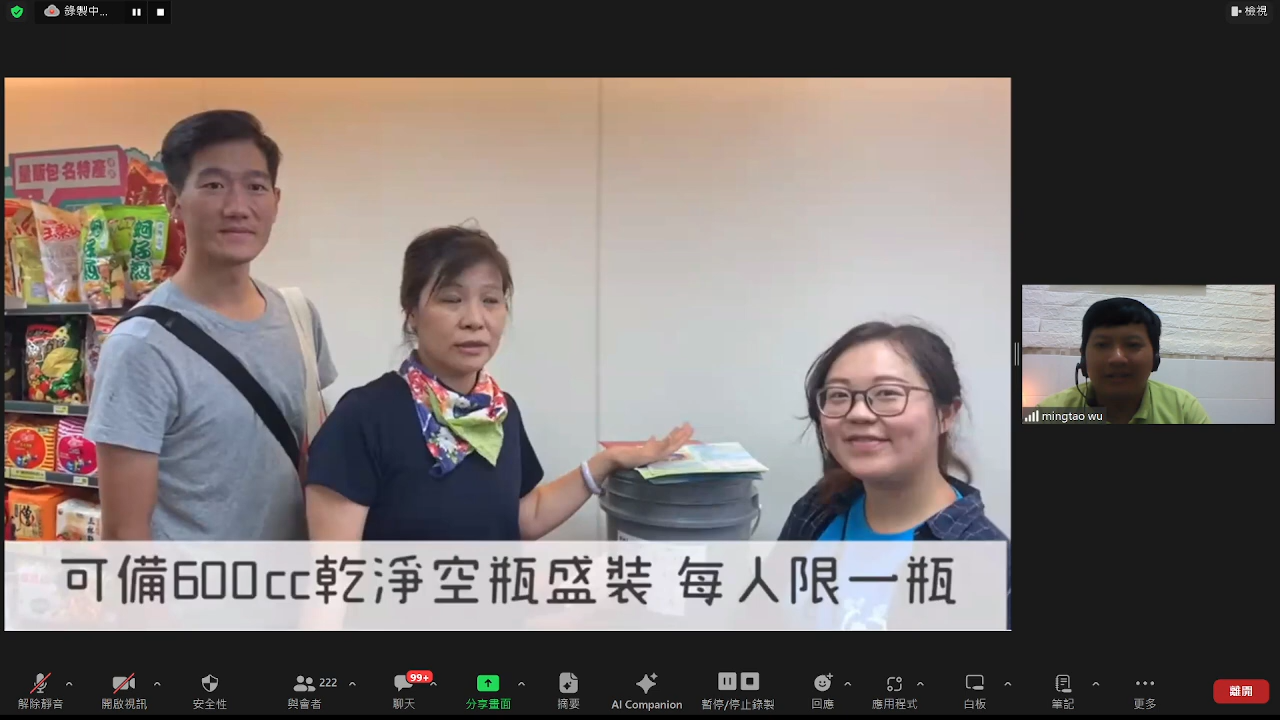 錄製中...
檢視
量販包 名特產
蚵仔煎
可備600cc乾淨空瓶盛裝 每人限一瓶
mingtao wu
222
99+
解除靜音
開啟視訊
安全性
與會者
聊天
分享畫面
摘要
AI Companion
暫停/停止錄製
回應
應用程式
白板
筆記
更多
離開